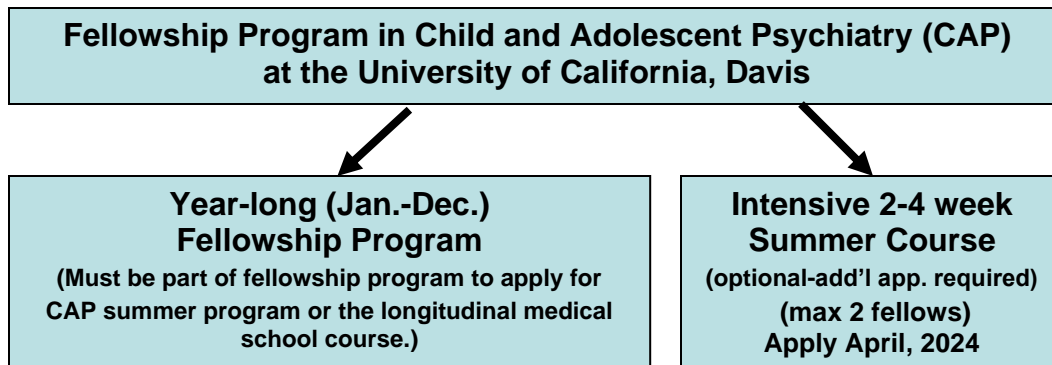 Fellowship Program in Child and Adolescent Psychiatry (CAP)
at the University of California, Davis
Year-long (Jan.-Dec.)
Fellowship Program
(Must be part of fellowship program to apply for
CAP summer program or the longitudinal medical
school course.)
Intensive 2-4 week
Summer Course
(optional-add'l app. required)
(max 2 fellows)
Apply April, 2024